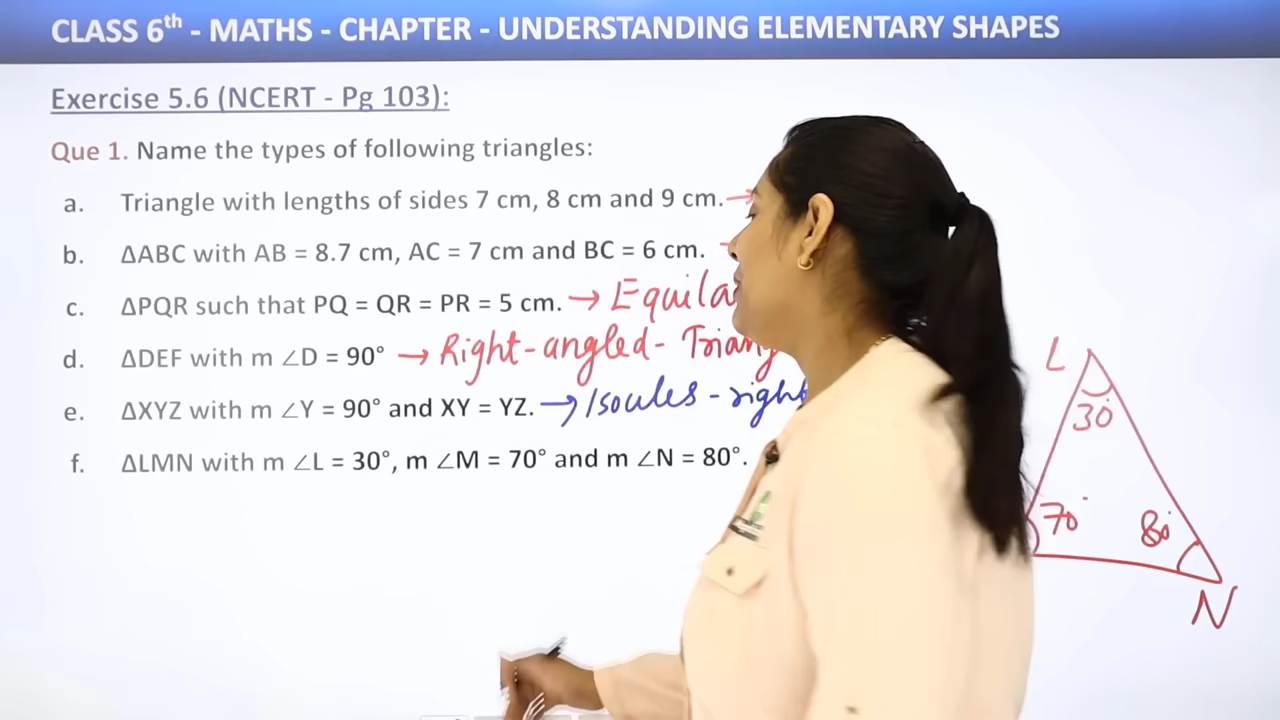 CLASS 6th - MATHS - CHAPTER - UNDERSTANDING ELEMENTARY SHAPES
Exercise 5.6 (NCERT - Pg 103):
Que 1. Name the types of following triangles:
a. Triangle with lengths of sides 7 cm, 8 cm and 9 cm. →
b. ΔABC with AB = 8.7 cm, AC = 7 cm and BC = 6 cm.
c. ΔPQR such that PQ = QR = PR = 5 cm. → Equila
d. ΔDEF with m ∠D = 90° → Right-angled- Triang
e. ΔXYZ with m ∠Y = 90° and XY = YZ. → Isoules - right
f. ΔLMN with m ∠L = 30°, m ∠M = 70° and m ∠N = 80°.
L
30°
70°
80°
N